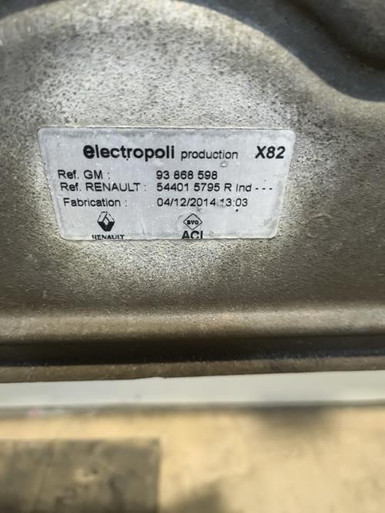 electropoli production X82
Ref. GM : 93 868 598
Ref. RENAULT : 54401 5795 R Ind - - -
Fabrication : 04/12/2014 13:03
RENAULT ACI